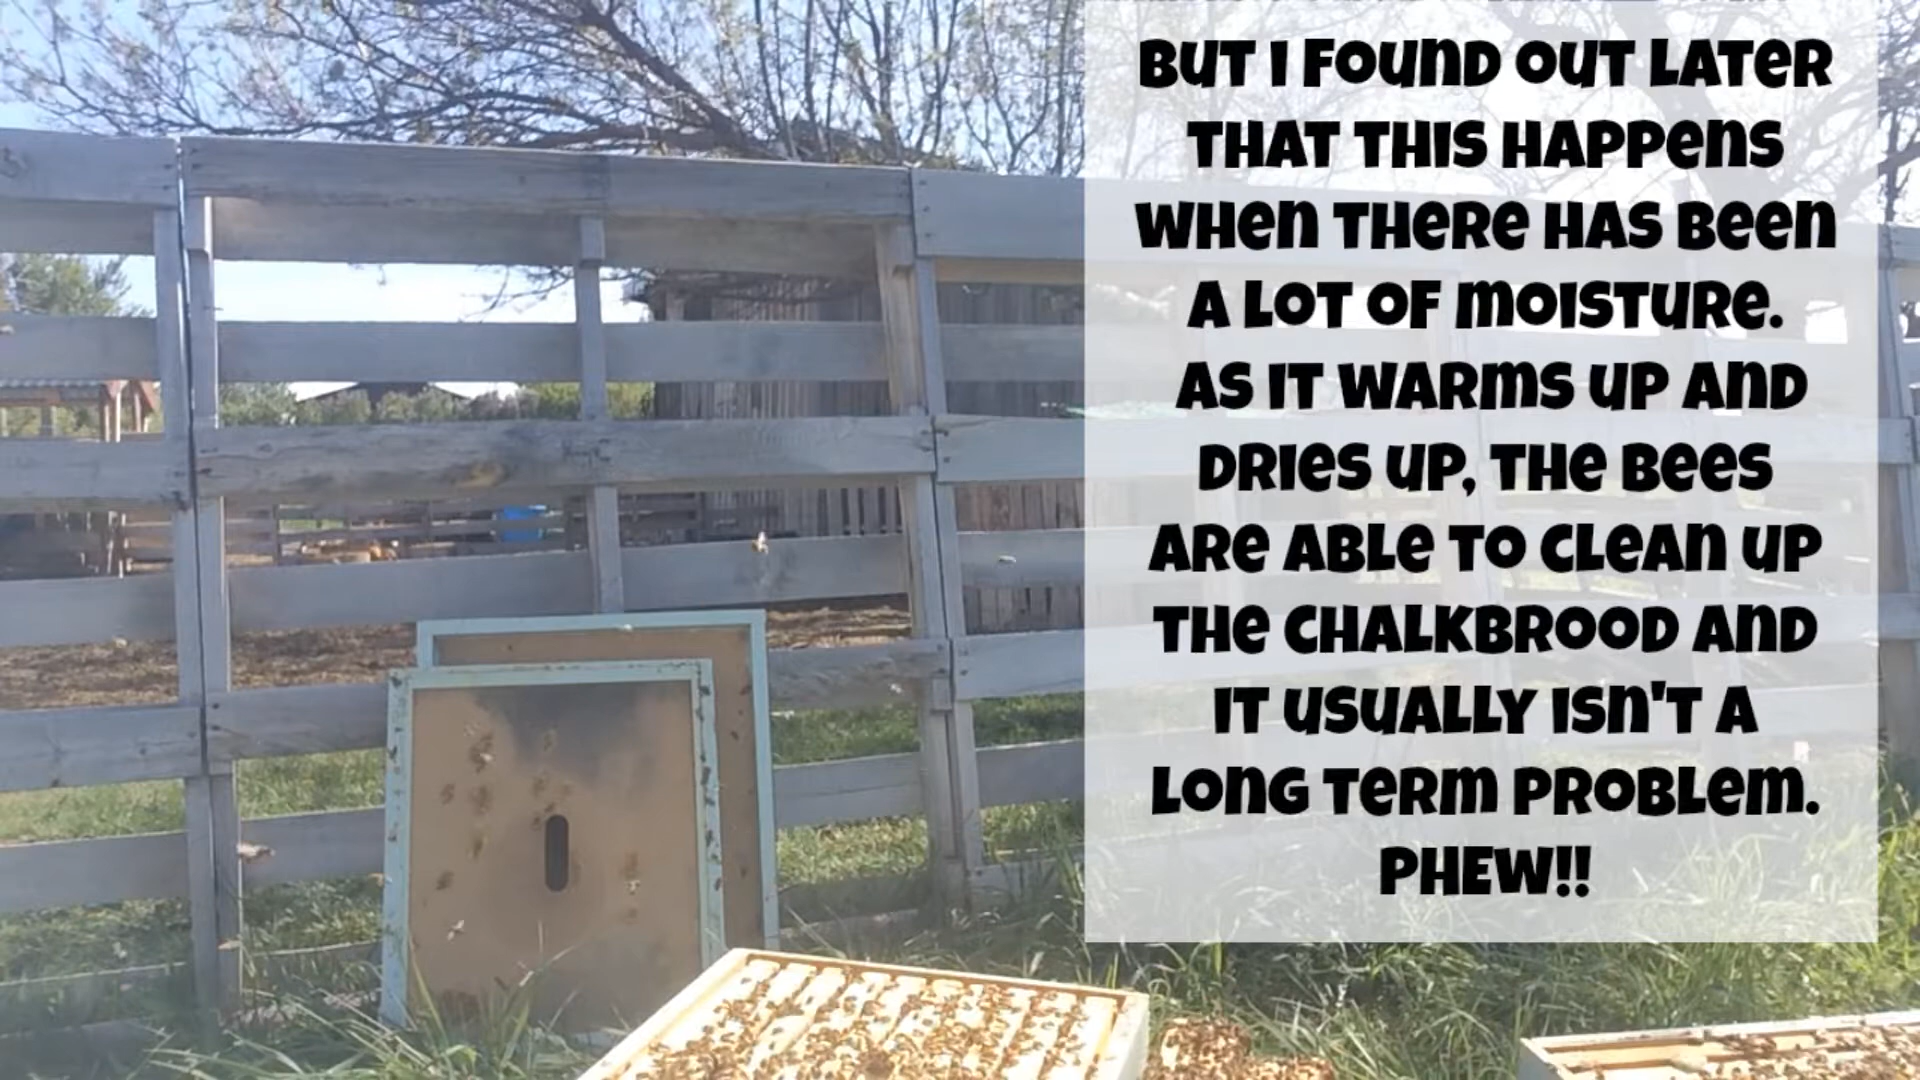 BUT I FOUND OUT LATER
THAT THIS HAPPENS
WHEN THERE HAS BEEN
A LOT OF MOISTURE.
AS IT WARMS UP AND
DRIES UP, THE BEES
ARE ABLE TO CLEAN UP
THE CHALKBROOD AND
IT USUALLY ISN'T A
LONG TERM PROBLEM.
PHEW!!